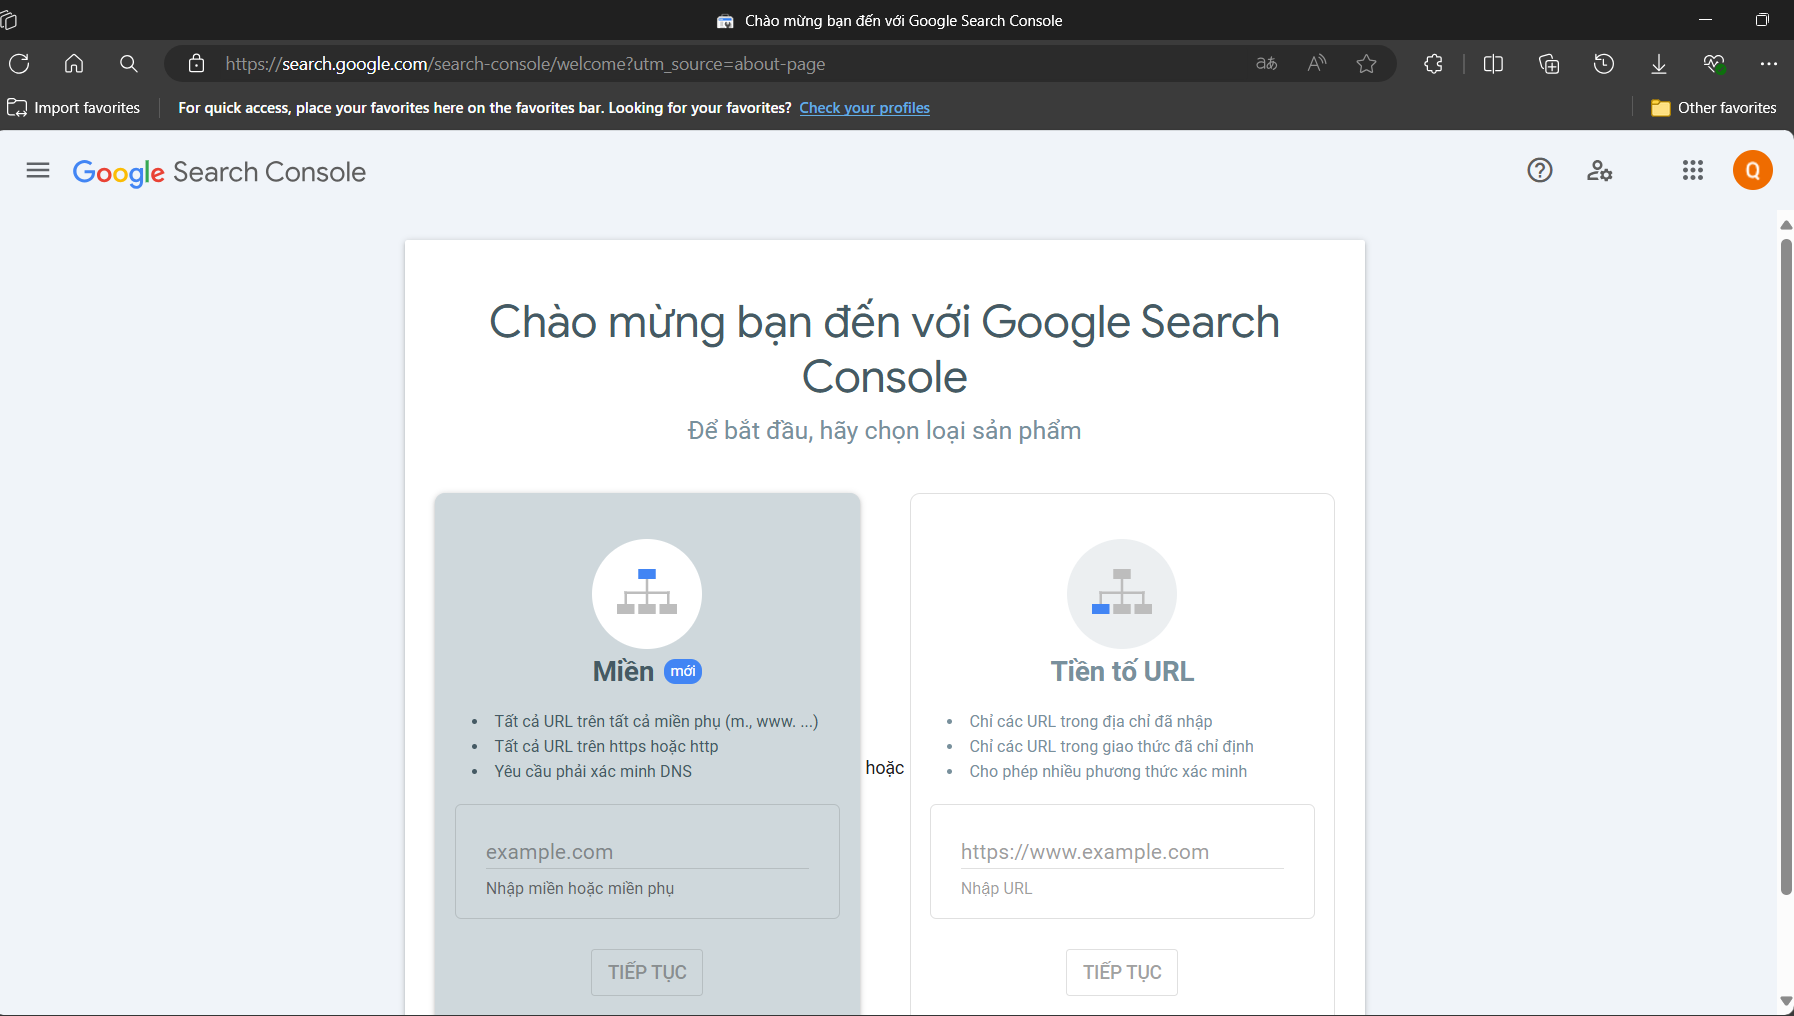 Chào mừng bạn đến với Google Search Console
https://search.google.com/search-console/welcome?utm_source=about-page
Import favorites
For quick access, place your favorites here on the favorites bar. Looking for your favorites? Check your profiles
Other favorites
Google Search Console
Q
Chào mừng bạn đến với Google Search
Console
Để bắt đầu, hãy chọn loại sản phẩm
Miền mới
Tất cả URL trên tất cả miền phụ (m., www. ...)
Tất cả URL trên https hoặc http
Yêu cầu phải xác minh DNS
example.com
Nhập miền hoặc miền phụ
TIẾP TỤC
hoặc
Tiền tố URL
Chỉ các URL trong địa chỉ đã nhập
Chỉ các URL trong giao thức đã chỉ định
Cho phép nhiều phương thức xác minh
https://www.example.com
Nhập URL
TIẾP TỤC